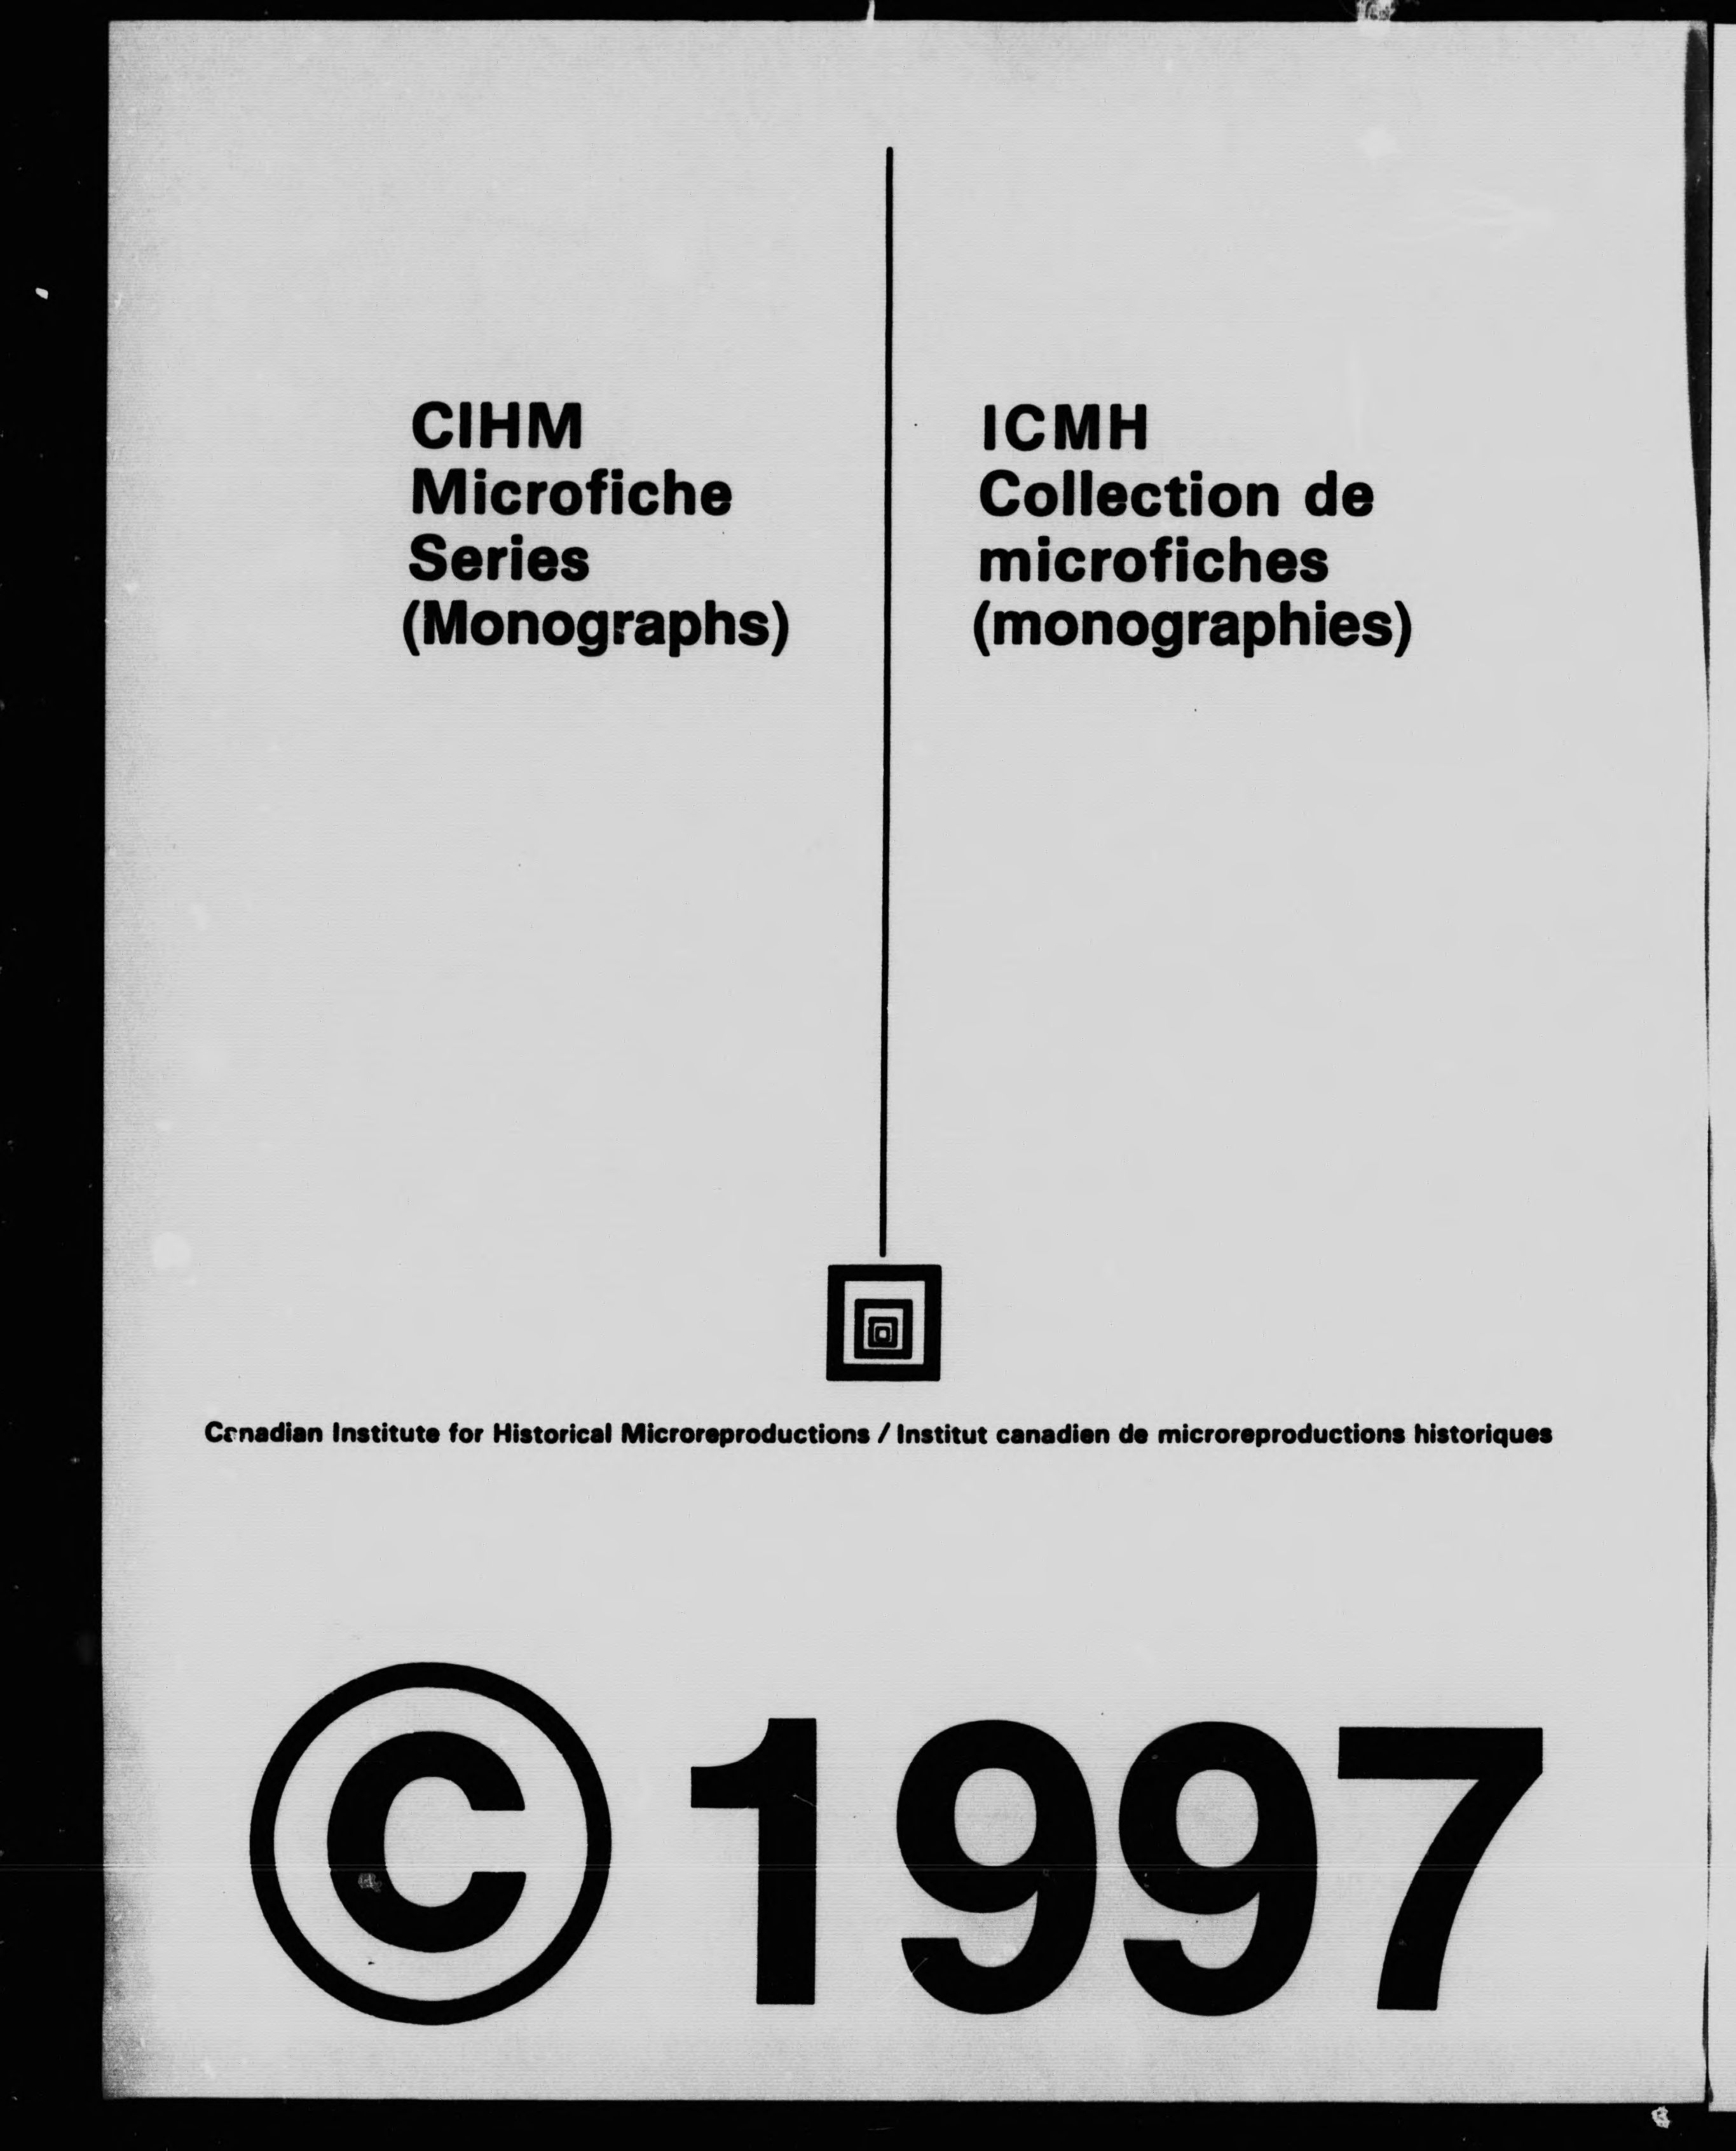 CIHM
Microfiche
Series
(Monographs)
ICMH
Collection de
microfiches
(monographies)
Canadian Institute for Historical Microreproductions / Institut canadien de microreproductions historiques
© 1997